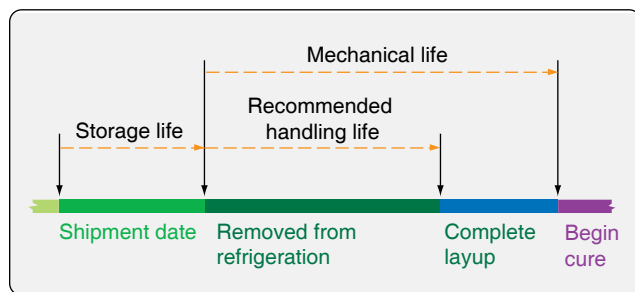 Mechanical life
Storage life
Recommended
handling life
Shipment date
Removed from
refrigeration
Complete
layup
Begin
cure